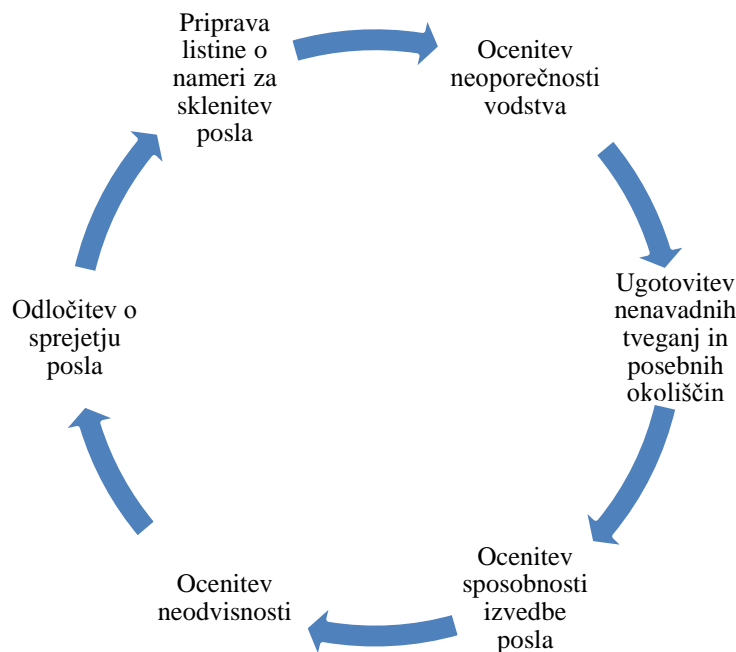 Priprava
listine o
nameri za
sklenitev
posla
Ocenitev
neoporečnosti
vodstva
Ugotovitev
nenavadnih
tveganj in
posebnih
okoliščin
Ocenitev
sposobnosti
izvedbe
posla
Ocenitev
neodvisnosti
Odločitev o
sprejetju
posla